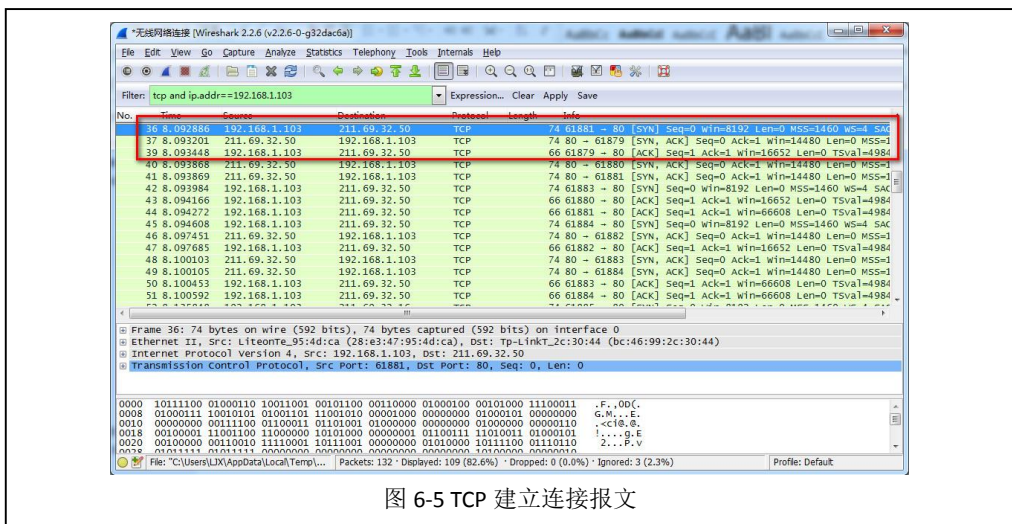 *无线网络连接 [Wireshark 2.2.6 (v2.2.6-0-g32dac6a)]
File Edit View Go Capture Analyze Statistics Telephony Tools Internals Help
Filter: tcp and ip.addr==192.168.1.103 Expression... Clear Apply Save
No. Time Source Destination Protocol Length Info
36 8.092886 192.168.1.103 211.69.32.50 TCP 74 61881 → 80 [SYN] Seq=0 Win=8192 Len=0 MSS=1460 WS=4 SAC
37 8.093201 211.69.32.50 192.168.1.103 TCP 74 80 → 61879 [SYN, ACK] Seq=0 Ack=1 Win=14480 Len=0 MSS=1
39 8.093448 192.168.1.103 211.69.32.50 TCP 66 61879 → 80 [ACK] Seq=1 Ack=1 Win=16652 Len=0 TSval=4984
40 8.093868 211.69.32.50 192.168.1.103 TCP 74 80 → 61880 [SYN, ACK] Seq=0 Ack=1 Win=14480 Len=0 MSS=1
41 8.093869 211.69.32.50 192.168.1.103 TCP 74 80 → 61881 [SYN, ACK] Seq=0 Ack=1 Win=14480 Len=0 MSS=1
42 8.093984 192.168.1.103 211.69.32.50 TCP 74 61883 → 80 [SYN] Seq=0 Win=8192 Len=0 MSS=1460 WS=4 SAC
43 8.094166 192.168.1.103 211.69.32.50 TCP 66 61880 → 80 [ACK] Seq=1 Ack=1 Win=16652 Len=0 TSval=4984
44 8.094272 192.168.1.103 211.69.32.50 TCP 66 61881 → 80 [ACK] Seq=1 Ack=1 Win=66608 Len=0 TSval=4984
45 8.094608 192.168.1.103 211.69.32.50 TCP 74 61884 → 80 [SYN] Seq=0 Win=8192 Len=0 MSS=1460 WS=4 SAC
46 8.097451 211.69.32.50 192.168.1.103 TCP 74 80 → 61882 [SYN, ACK] Seq=0 Ack=1 Win=14480 Len=0 MSS=1
47 8.097685 192.168.1.103 211.69.32.50 TCP 66 61882 → 80 [ACK] Seq=1 Ack=1 Win=16652 Len=0 TSval=4984
48 8.100103 211.69.32.50 192.168.1.103 TCP 74 80 → 61883 [SYN, ACK] Seq=0 Ack=1 Win=14480 Len=0 MSS=1
49 8.100105 211.69.32.50 192.168.1.103 TCP 74 80 → 61884 [SYN, ACK] Seq=0 Ack=1 Win=14480 Len=0 MSS=1
50 8.100453 192.168.1.103 211.69.32.50 TCP 66 61883 → 80 [ACK] Seq=1 Ack=1 Win=66608 Len=0 TSval=4984
51 8.100592 192.168.1.103 211.69.32.50 TCP 66 61884 → 80 [ACK] Seq=1 Ack=1 Win=66608 Len=0 TSval=4984
Frame 36: 74 bytes on wire (592 bits), 74 bytes captured (592 bits) on interface 0
Ethernet II, Src: LiteonTe_95:4d:ca (28:e3:47:95:4d:ca), Dst: Tp-LinkT_2c:30:44 (bc:46:99:2c:30:44)
Internet Protocol Version 4, Src: 192.168.1.103, Dst: 211.69.32.50
Transmission Control Protocol, Src Port: 61881, Dst Port: 80, Seq: 0, Len: 0
0000 10111100 01000110 10011001 00101100 00110000 01000100 00101000 11100011 .F.,0D(.
0008 01000111 10010101 01001101 11001010 00001000 00000000 01000101 00000000 G.M...E.
0010 00000000 00111100 01100011 01101001 01000000 00000000 01000000 00000110 .<ci@.@.
0018 00100001 11001100 11000000 10101000 00000001 01100111 11010011 01000101 !....g.E
0020 00100000 00110010 11110001 10111001 00000000 01010000 10111100 01110110 2...P.v
File: "C:\Users\LJX\AppData\Local\Temp\... Packets: 132 · Displayed: 109 (82.6%) · Dropped: 0 (0.0%) · Ignored: 3 (2.3%) Profile: Default
图 6-5 TCP 建立连接报文